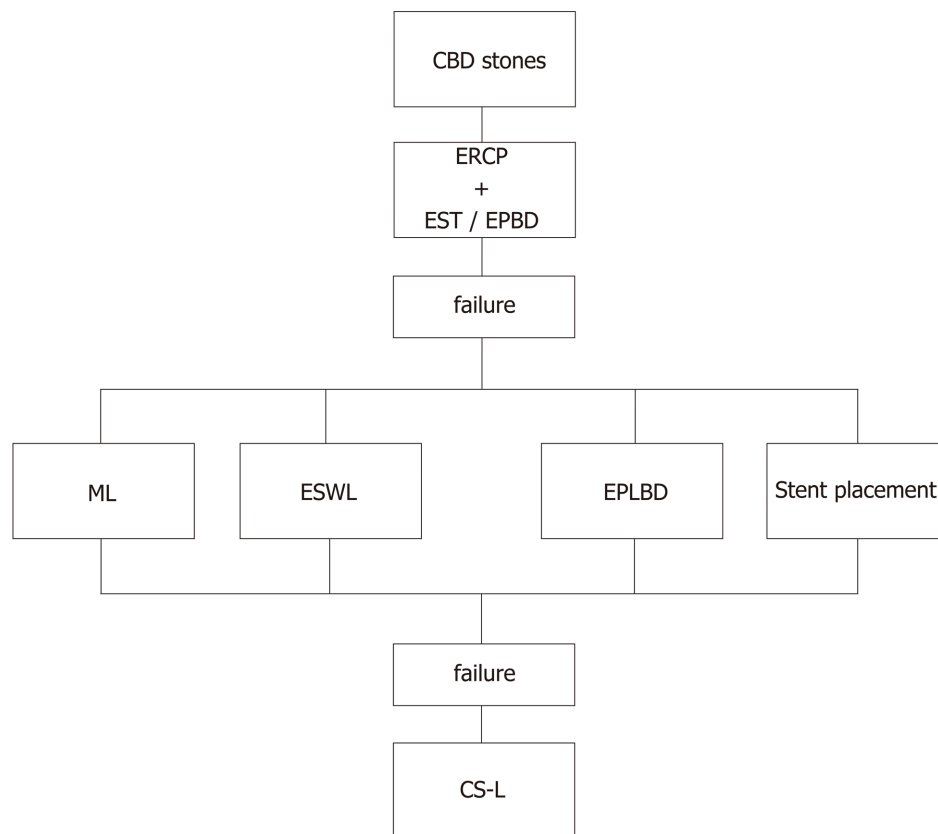 CBD stones
ERCP
+
EST / EPBD
failure
ML
ESWL
EPLBD
Stent placement
failure
CS-L